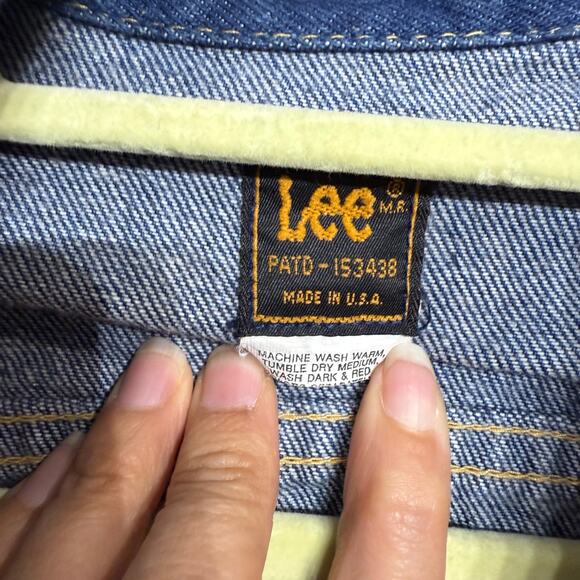 Lee ®
M.R.
PATD-153438
MADE IN U.S.A.
MACHINE WASH WARM,
TUMBLE DRY MEDIUM,
WASH DARK & RED